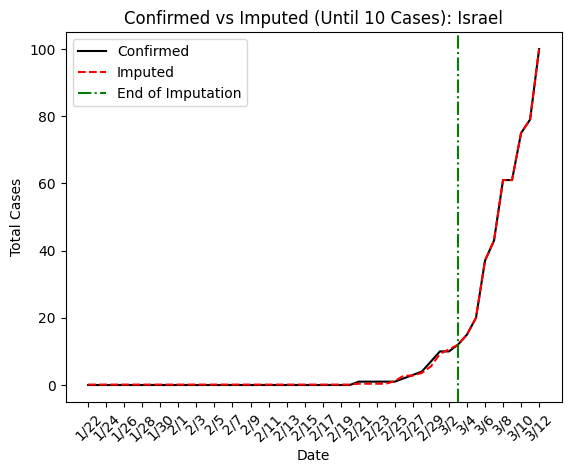 Confirmed vs Imputed (Until 10 Cases): Israel
Confirmed
Imputed
End of Imputation
Total Cases
100
80
60
40
20
0
1/22 1/24 1/26 1/28 1/30 2/1 2/3 2/5 2/7 2/9 2/11 2/13 2/15 2/17 2/19 2/21 2/23 2/25 2/27 2/29 3/2 3/4 3/6 3/8 3/10 3/12
Date